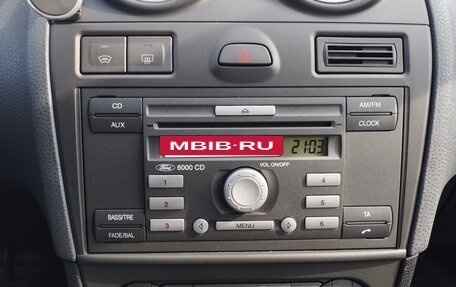 CD
AM/FM
AUX
CLOCK
MBIB-RU
21:03
Ford
6000 CD
VOL ON/OFF
1
4
2
5
BASS/TRE
3
MENU
6
TA
FADE/BAL